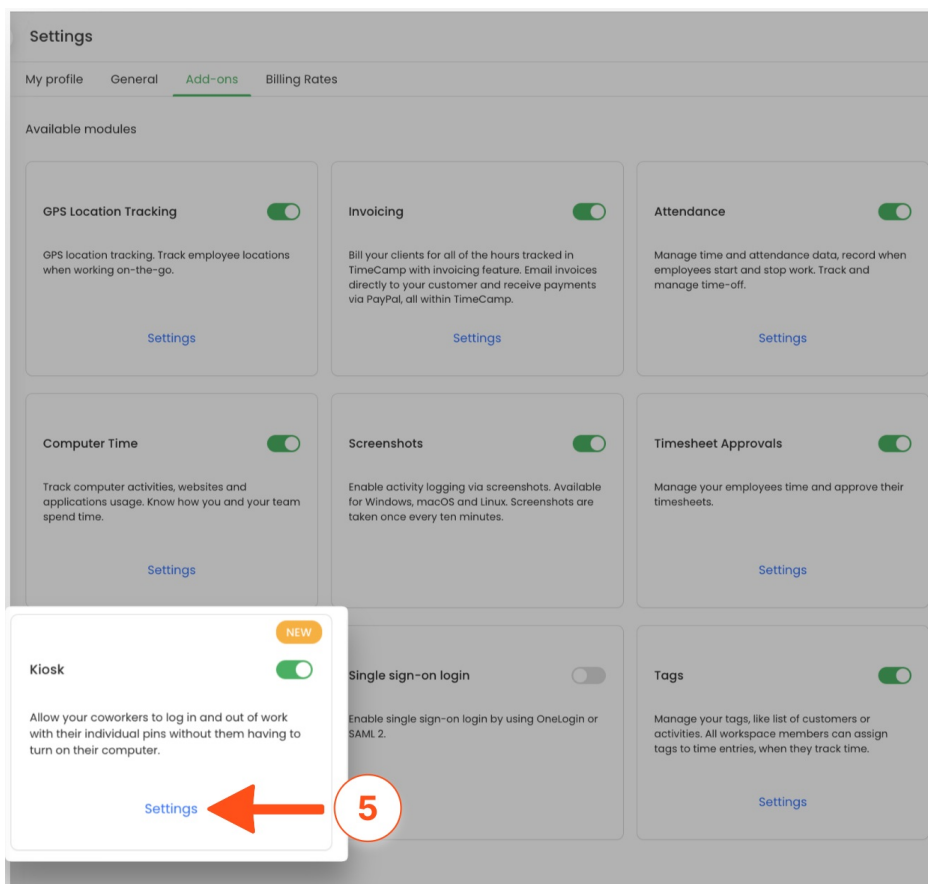 Settings
My profile
General
Add-ons
Billing Rates
Available modules
GPS Location Tracking
GPS location tracking. Track employee locations
when working on-the-go.
Settings
Invoicing
Bill your clients for all of the hours tracked in
TimeCamp with invoicing feature. Email invoices
directly to your customer and receive payments
via PayPal, all within TimeCamp.
Settings
Attendance
Manage time and attendance data, record when
employees start and stop work. Track and
manage time-off.
Settings
Computer Time
Track computer activities, websites and
applications usage. Know how you and your team
spend time.
Settings
Screenshots
Enable activity logging via screenshots. Available
for Windows, macOS and Linux. Screenshots are
taken once every ten minutes.
Timesheet Approvals
Manage your employees time and approve their
timesheets.
Settings
NEW
Kiosk
Allow your coworkers to log in and out of work
with their individual pins without them having to
turn on their computer.
Settings
5
Single sign-on login
Enable single sign-on login by using OneLogin or
SAML 2.
Tags
Manage your tags, like list of customers or
activities. All workspace members can assign
tags to time entries, when they track time.
Settings